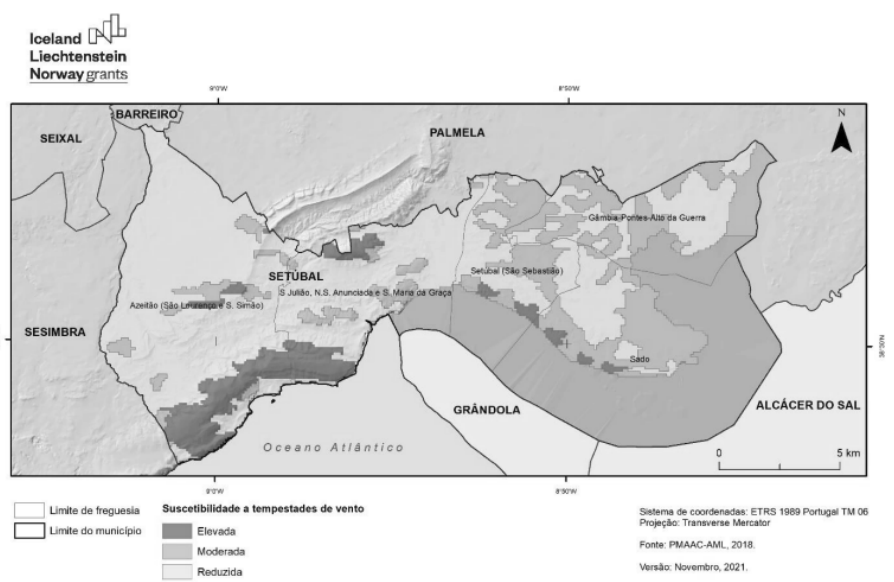 Iceland
Liechtenstein
Norway grants
9°0'W
8°50'W
BARREIRO
SEIXAL
PALMELA
N
Gâmbia-Pontes-Alto da Guerra
SETÚBAL
Setúbal (São Sebastião)
S.Julião, N.S. Anunciada e S. Maria da Graça
Azeitão (São Lourenço e S. Simão)
SESIMBRA
38°30'N
Sado
GRÂNDOLA
ALCÁCER DO SAL
Oceano Atlântico
0
5 km
9°0'W
8°50'W
Limite de freguesia
Limite do município
Suscetibilidade a tempestades de vento
Elevada
Moderada
Reduzida
Sistema de coordenadas: ETRS 1989 Portugal TM 06
Projeção: Transverse Mercator
Fonte: PMAAC-AML, 2018.
Versão: Novembro, 2021.